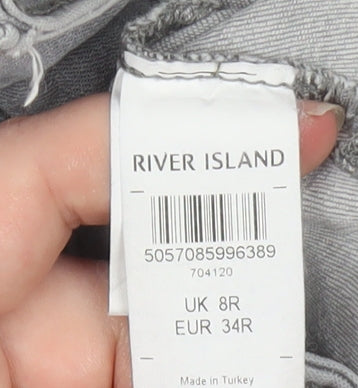 RIVER ISLAND
5057085996389
704120
UK 8R
EUR 34R
Made in Turkey